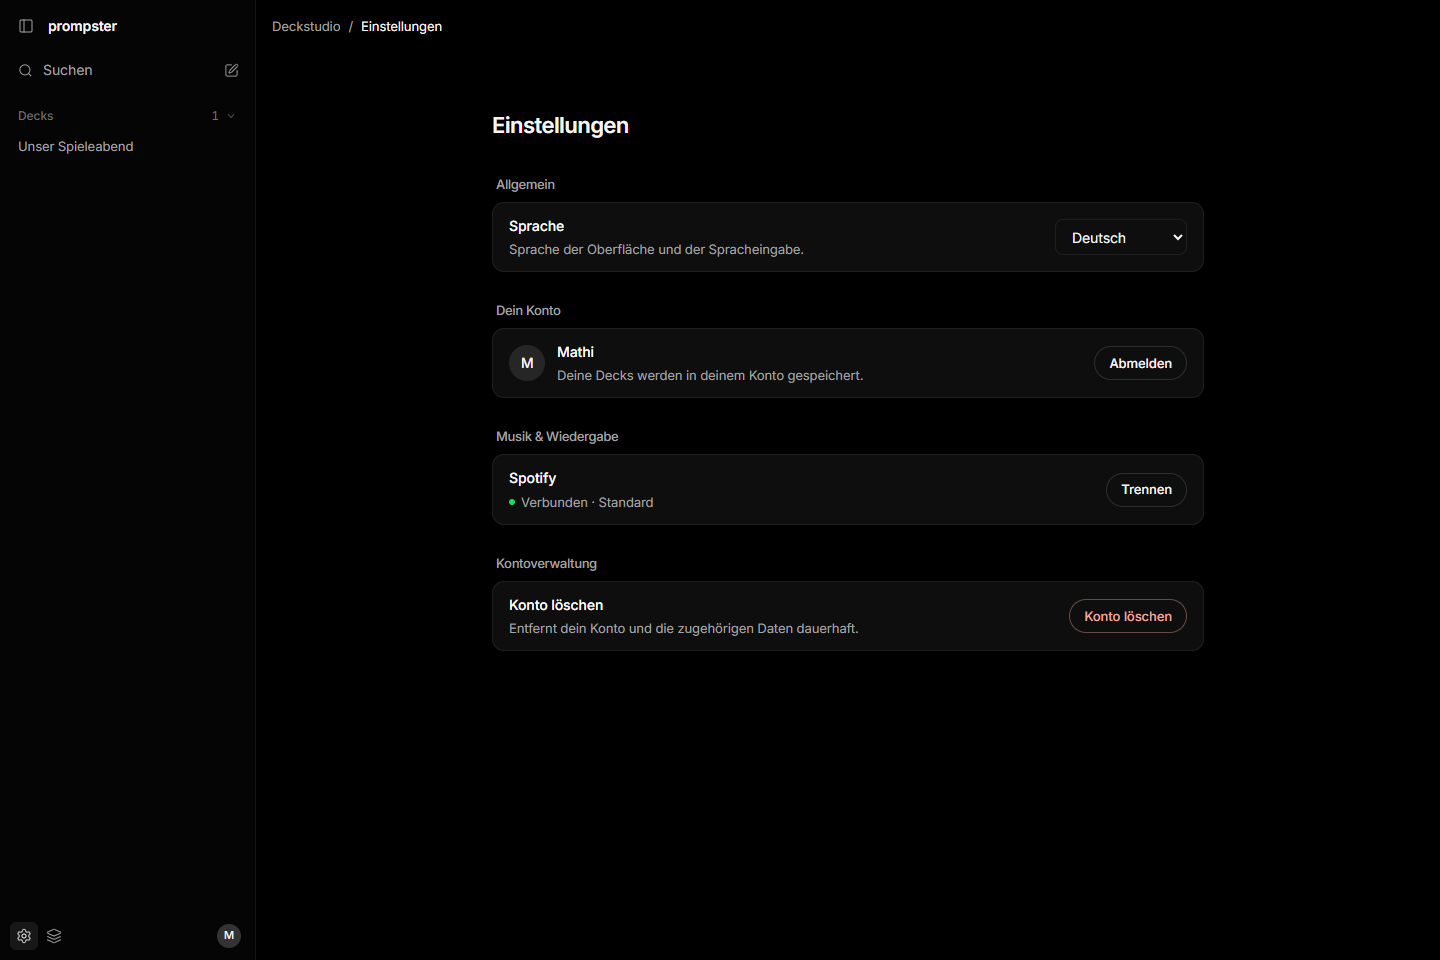 prompster
Deckstudio / Einstellungen
Suchen
Decks 1
Unser Spieleabend
Einstellungen
Allgemein
Sprache
Sprache der Oberfläche und der Spracheingabe.
Deutsch
Dein Konto
M
Mathi
Deine Decks werden in deinem Konto gespeichert.
Abmelden
Musik & Wiedergabe
Spotify
Verbunden · Standard
Trennen
Kontoverwaltung
Konto löschen
Entfernt dein Konto und die zugehörigen Daten dauerhaft.
Konto löschen
M